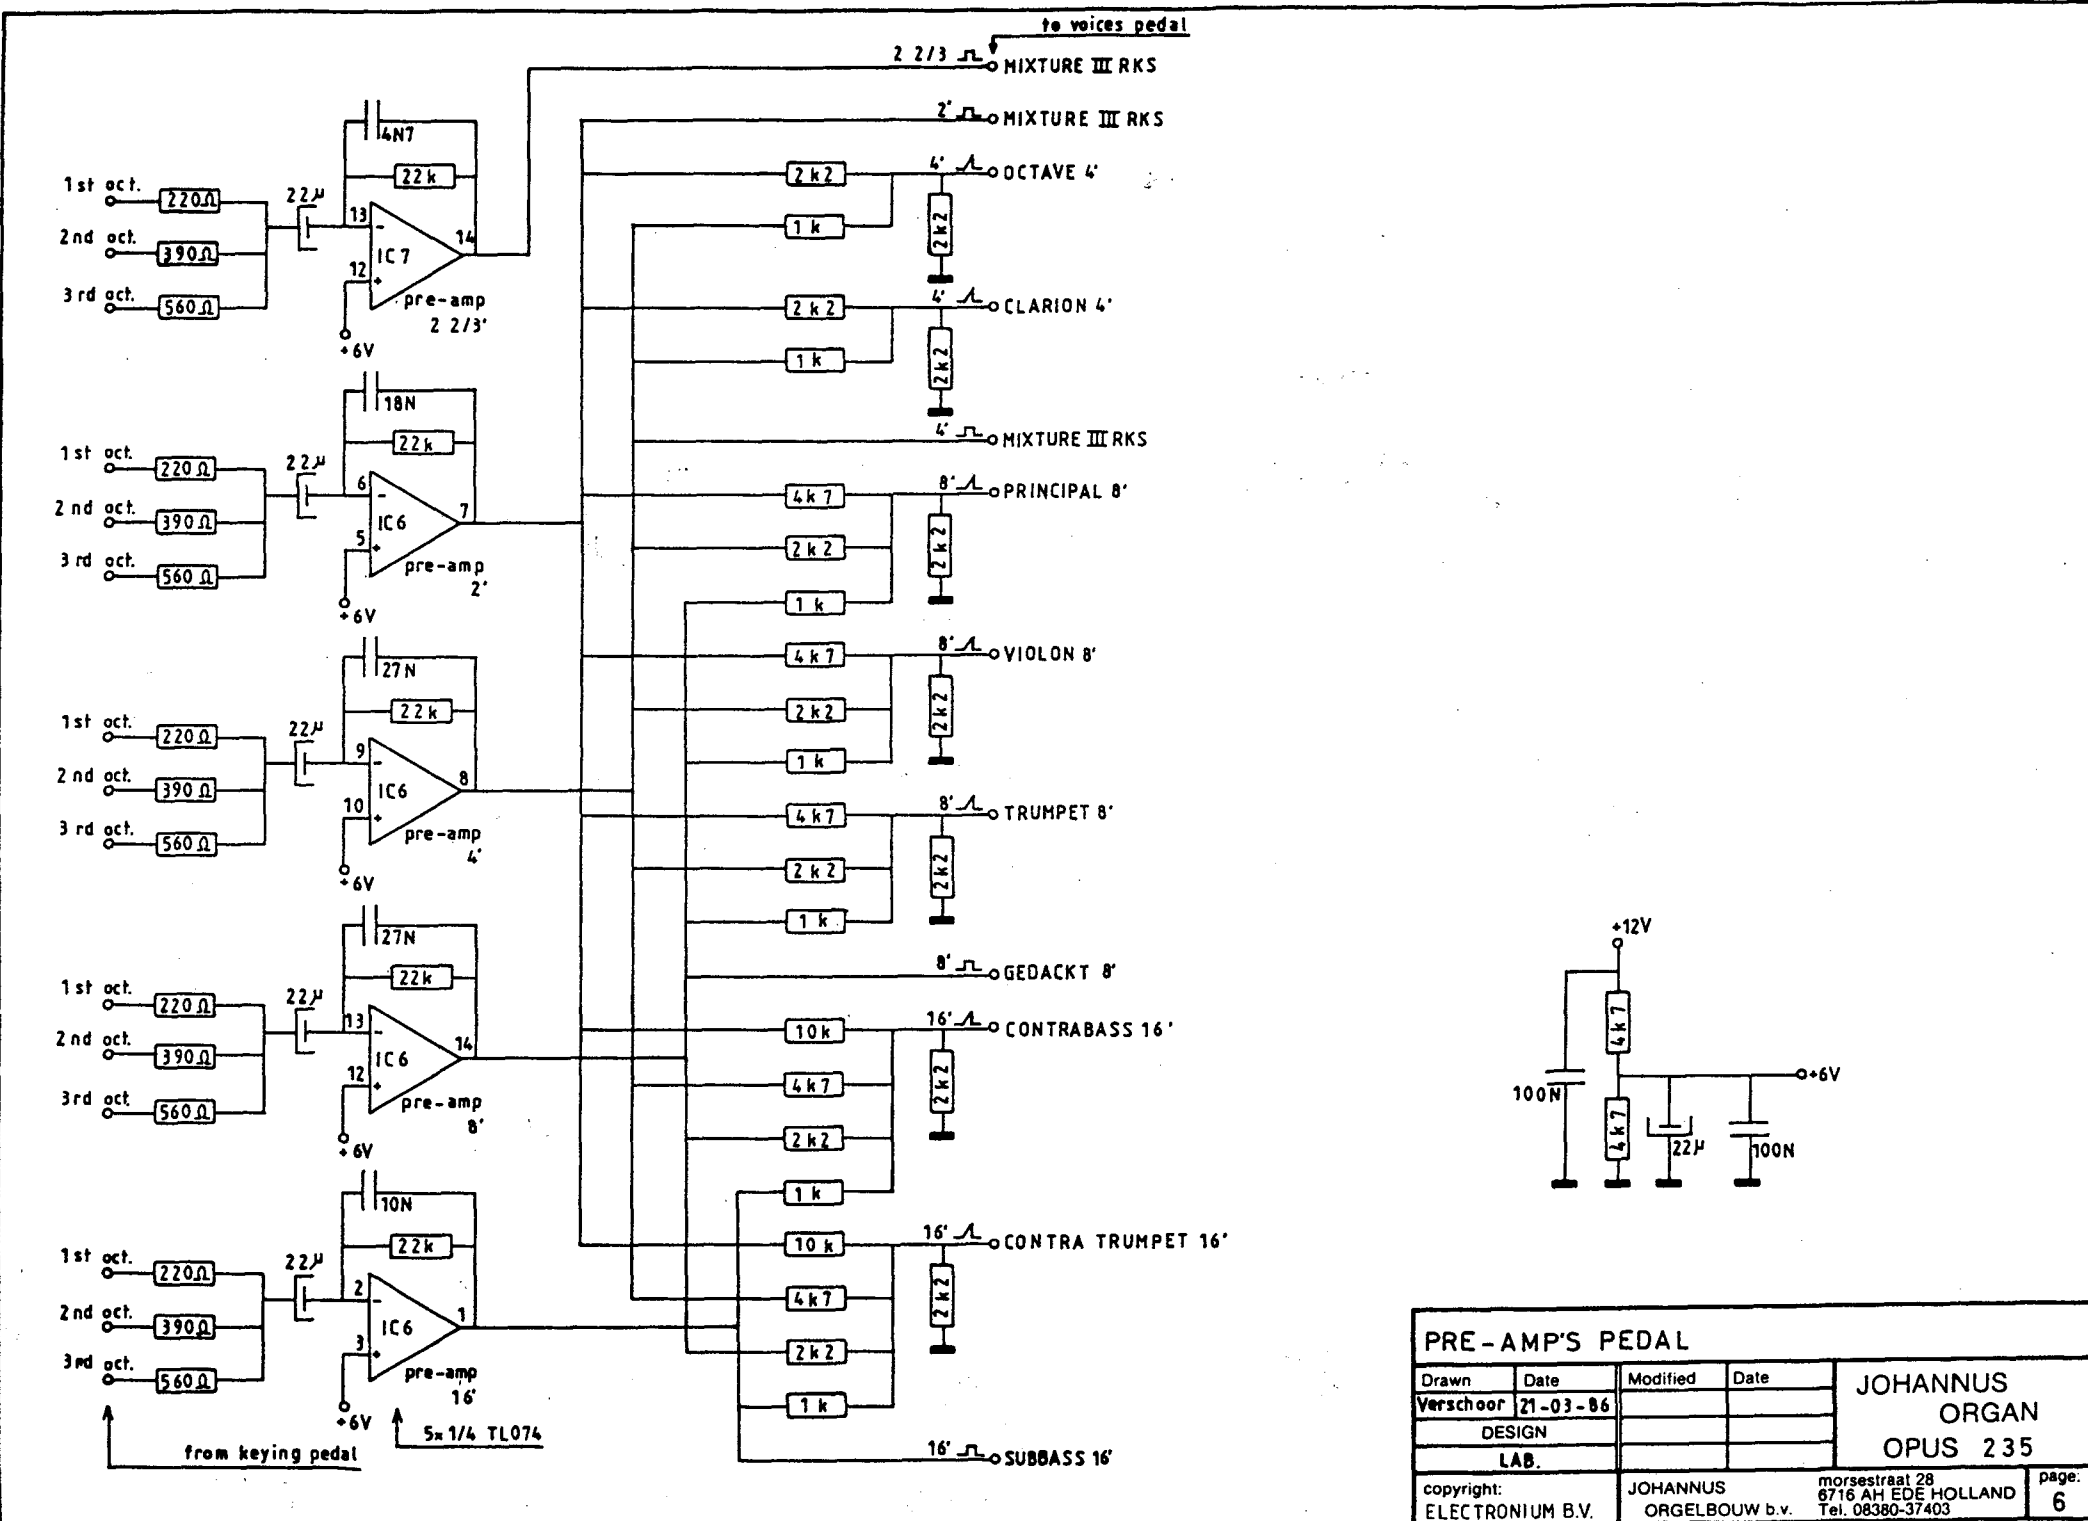 to voices pedal
2 2/3 MIXTURE III RKS
2' MIXTURE III RKS
4' OCTAVE 4'
2k2
1k
2k2
4' CLARION 4'
2k2
1k
2k2
4' MIXTURE III RKS
8' PRINCIPAL 8'
4k7
2k2
1k
2k2
8' VIOLON 8'
4k7
2k2
1k
2k2
8' TRUMPET 8'
4k7
2k2
1k
2k2
8' GEDACKT 8'
16' CONTRABASS 16'
10k
4k7
2k2
1k
2k2
16' CONTRA TRUMPET 16'
10k
4k7
2k2
1k
2k2
16' SUBBASS 16'
4N7
22k
1st oct. 220Ω
2nd oct. 390Ω
3rd oct. 560Ω
22µ
13 -
12 +
14
IC7
pre-amp
2 2/3'
+6V
18N
22k
1st oct. 220Ω
2nd oct. 390Ω
3rd oct. 560Ω
22µ
6 -
5 +
7
IC6
pre-amp
2'
+6V
27N
22k
1st oct. 220Ω
2nd oct. 390Ω
3rd oct. 560Ω
22µ
9 -
10 +
8
IC6
pre-amp
4'
+6V
27N
22k
1st oct. 220Ω
2nd oct. 390Ω
3rd oct. 560Ω
22µ
13 -
12 +
14
IC6
pre-amp
8'
+6V
10N
22k
1st oct. 220Ω
2nd oct. 390Ω
3rd oct. 560Ω
22µ
2 -
3 +
1
IC6
pre-amp
16'
+6V
from keying pedal
5x 1/4 TL074
+12V
4k7
100N
+6V
4k7
22µ
100N
PRE-AMP'S PEDAL
Drawn Date Modified Date
Verschoor 21-03-86
DESIGN
LAB.
JOHANNUS
ORGAN
OPUS 235
copyright:
ELECTRONIUM B.V.
JOHANNUS
ORGELBOUW b.v.
morsestraat 28
6716 AH EDE HOLLAND
Tel. 08380-37403
page:
6